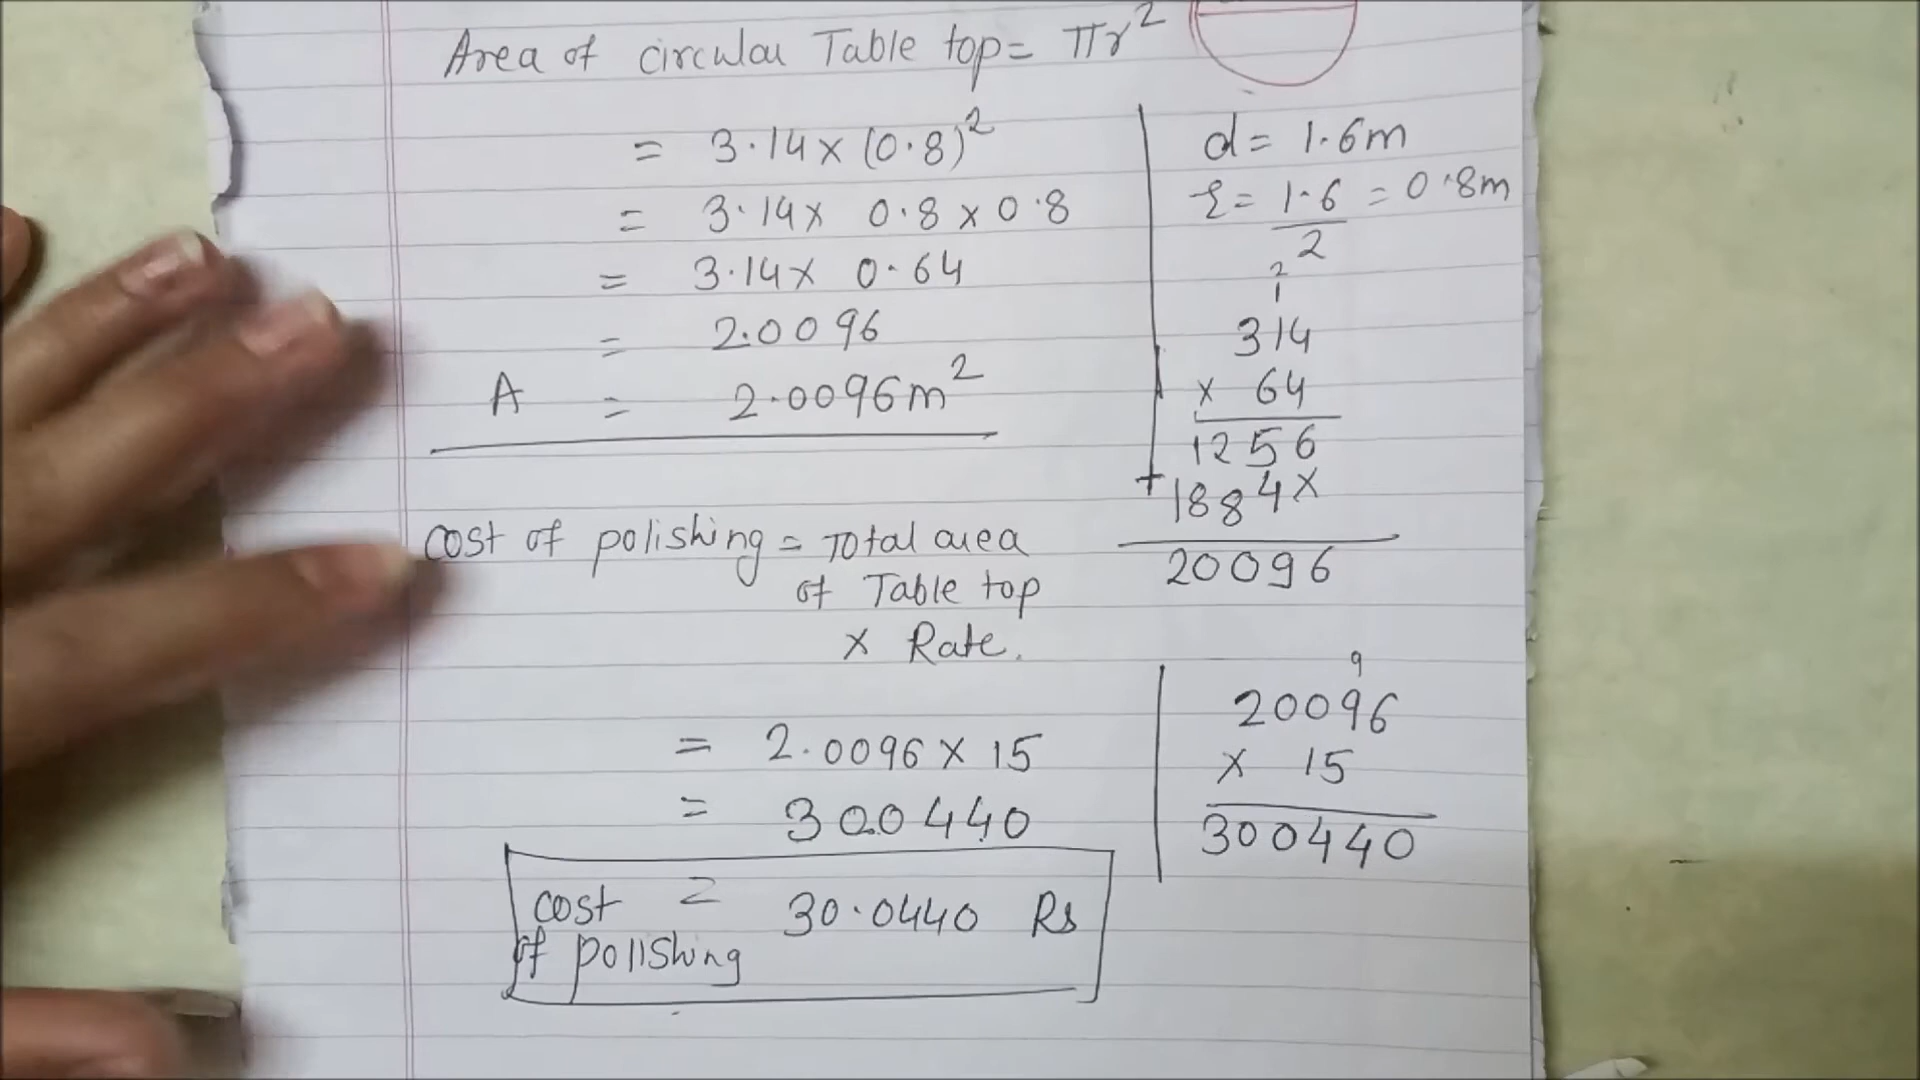 Area of circular Table top = πr²
= 3.14 x (0.8)²
= 3.14 x 0.8 x 0.8
= 3.14 x 0.64
= 2.0096
A = 2.0096 m²
d = 1.6m
r = 1.6 = 0.8m
2
2
1
314
x 64
1256
+ 1884x
20096
cost of polishing = Total area
of Table top
x Rate.
= 2.0096 x 15
= 300440
cost = 30.0440 Rs
of polishing
9
20096
x 15
300440